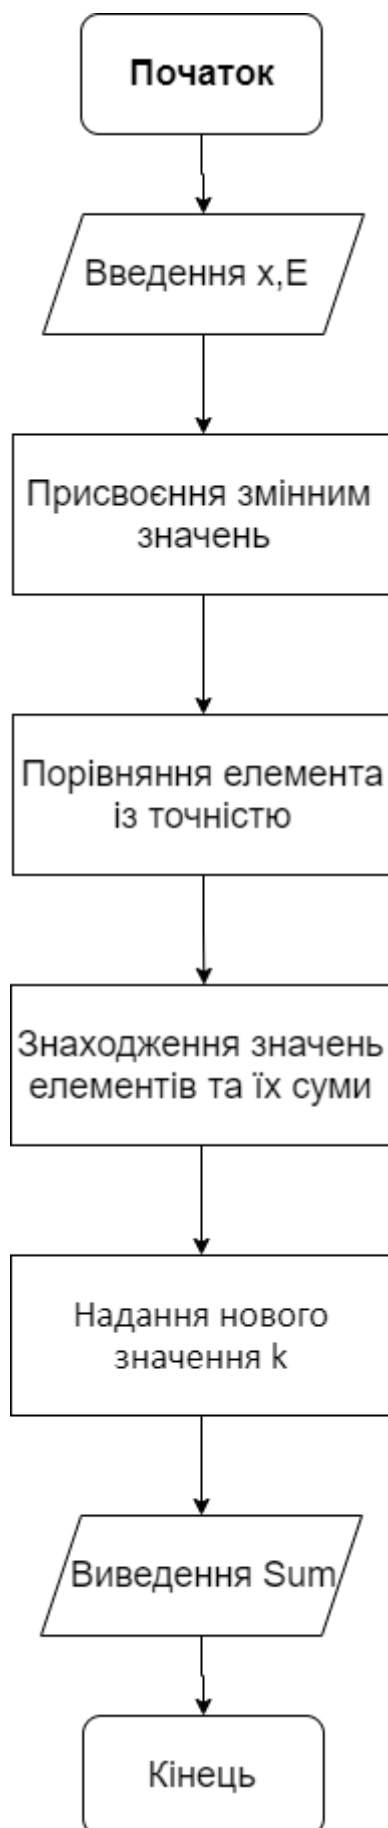 Початок
Введення x,E
Присвоєння змінним
значень
Порівняння елемента
із точністю
Знаходження значень
елементів та їх суми
Надання нового
значення k
Виведення Sum
Кінець